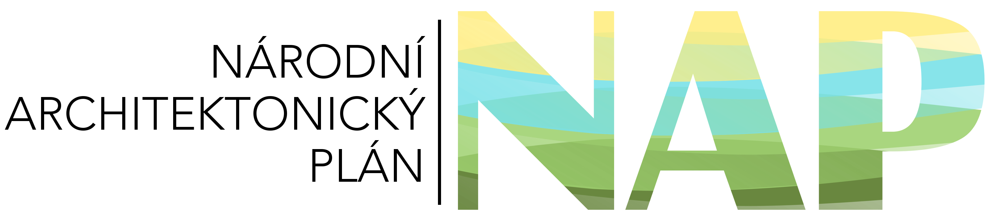 NÁRODNÍ
ARCHITEKTONICKÝ
PLÁN
NAP